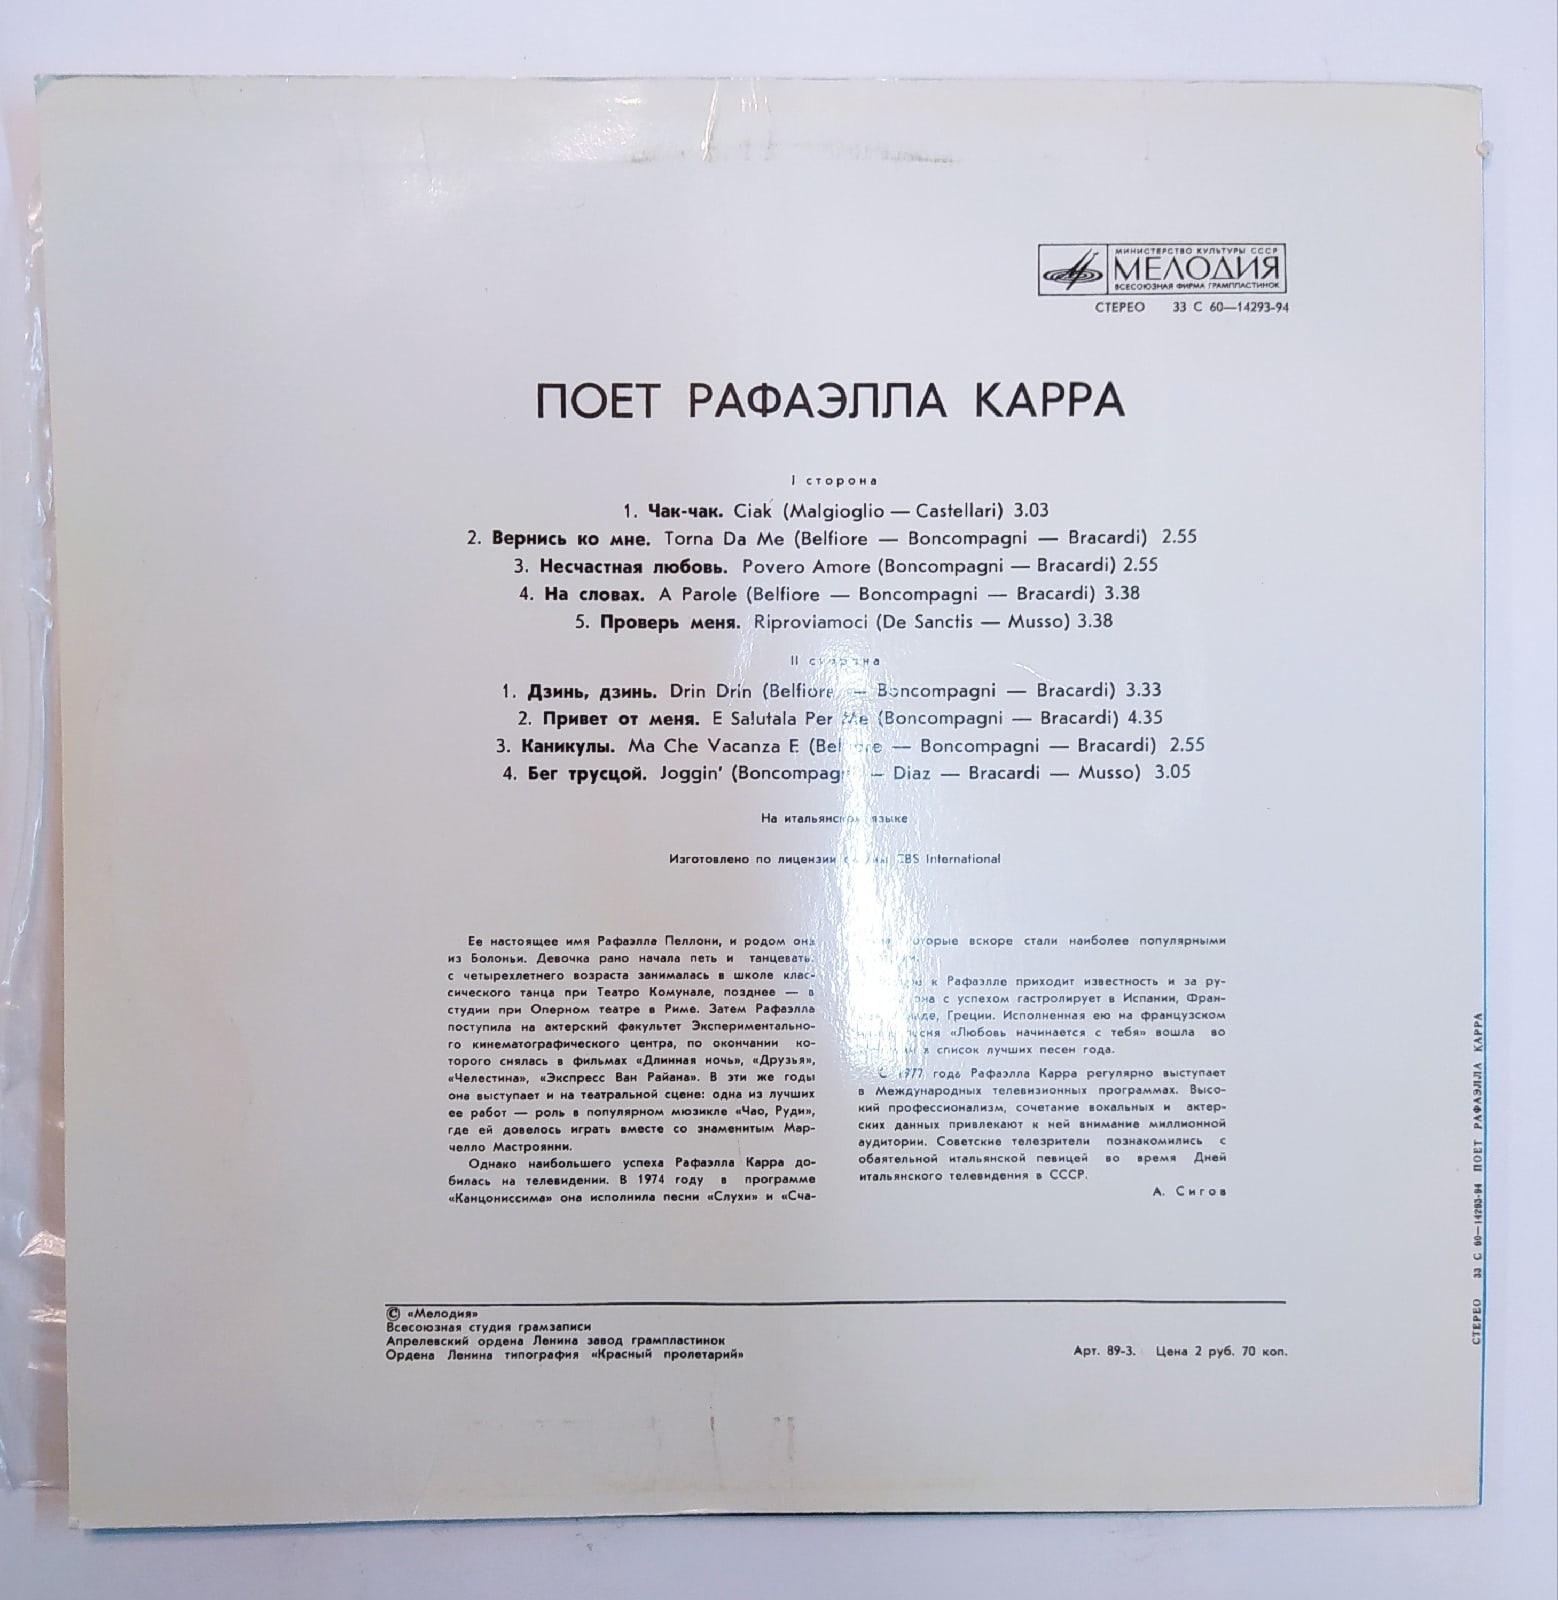 МИНИСТЕРСТВО КУЛЬТУРЫ СССР
МЕЛОДИЯ
ВСЕСОЮЗНАЯ ФИРМА ГРАМПЛАСТИНОК
СТЕРЕО 33 С 60—14293-94
ПОЕТ РАФАЭЛЛА КАРРА
I сторона
1. Чак-чак. Ciak (Malgioglio — Castellari) 3.03
2. Вернись ко мне. Torna Da Me (Belfiore — Boncompagni — Bracardi) 2.55
3. Несчастная любовь. Povero Amore (Boncompagni — Bracardi) 2.55
4. На словах. A Parole (Belfiore — Boncompagni — Bracardi) 3.38
5. Проверь меня. Riproviamoci (De Sanctis — Musso) 3.38
II сторона
1. Дзинь, дзинь. Drin Drin (Belfiore — Boncompagni — Bracardi) 3.33
2. Привет от меня. E Salutala Per Me (Boncompagni — Bracardi) 4.35
3. Каникулы. Ma Che Vacanza E (Belfiore — Boncompagni — Bracardi) 2.55
4. Бег трусцой. Joggin' (Boncompagni — Diaz — Bracardi — Musso) 3.05
На итальянском языке
Изготовлено по лицензии CBS International
Ее настоящее имя Рафаэлла Пеллони, и родом она
из Болоньи. Девочка рано начала петь и танцевать:
с четырехлетнего возраста занималась в школе клас-
сического танца при Театро Комунале, позднее — в
студии при Оперном театре в Риме. Затем Рафаэлла
поступила на актерский факультет Экспериментально-
го кинематографического центра, по окончании ко-
торого снялась в фильмах «Длинная ночь», «Друзья»,
«Челестина», «Экспресс Ван Райана». В эти же годы
она выступает и на театральной сцене: одна из лучших
ее работ — роль в популярном мюзикле «Чао, Руди»,
где ей довелось играть вместе со знаменитым Мар-
челло Мастроянни.
Однако наибольшего успеха Рафаэлла Карра до-
билась на телевидении. В 1974 году в программе
«Канцониссима» она исполнила песни «Слухи» и «Сча-
которые вскоре стали наиболее популярными
к Рафаэлле приходит известность и за ру-
она с успехом гастролирует в Испании, Фран-
Греции. Исполненная ею на французском
песня «Любовь начинается с тебя» вошла во
в список лучших песен года.
С 1977 года Рафаэлла Карра регулярно выступает
в Международных телевизионных программах. Высо-
кий профессионализм, сочетание вокальных и актер-
ских данных привлекают к ней внимание миллионной
аудитории. Советские телезрители познакомились с
обаятельной итальянской певицей во время Дней
итальянского телевидения в СССР.
А. Сигов
© «Мелодия»
Всесоюзная студия грамзаписи
Апрелевский ордена Ленина завод грампластинок
Ордена Ленина типография «Красный пролетарий»
Арт. 89-3. Цена 2 руб. 70 коп.
СТЕРЕО 33 С 60—14293-94 ПОЕТ РАФАЭЛЛА КАРРА